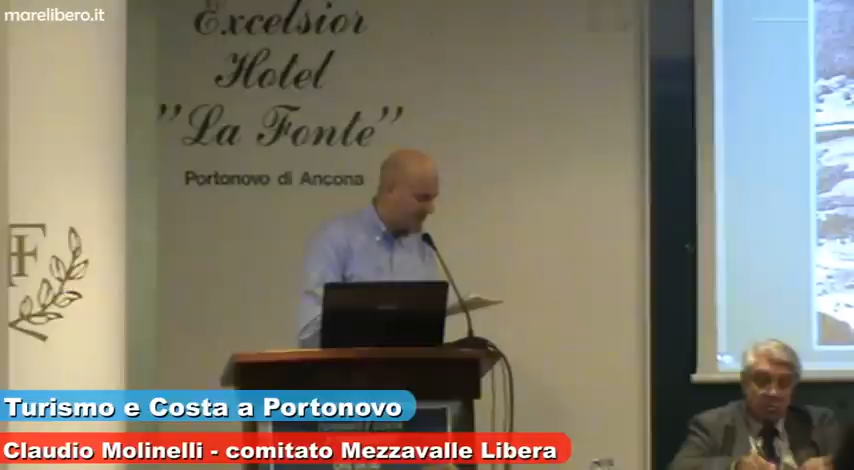 marelibero.it
Excelsior
Hotel
"La Fonte"
Portonovo di Ancona
Turismo e Costa a Portonovo
Claudio Molinelli - comitato Mezzavalle Libera